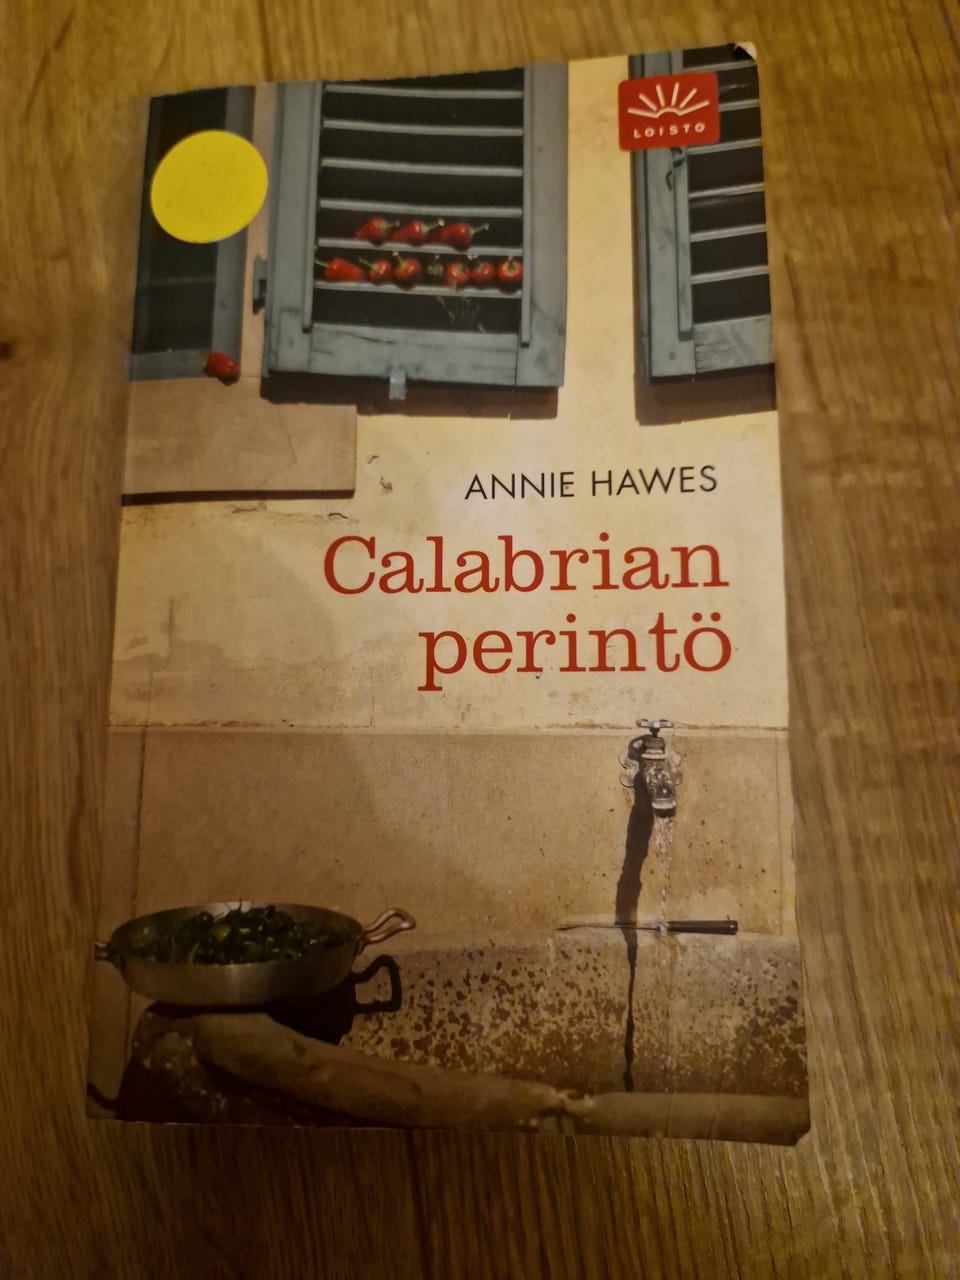 LOISTO
ANNIE HAWES
Calabrian
perintö